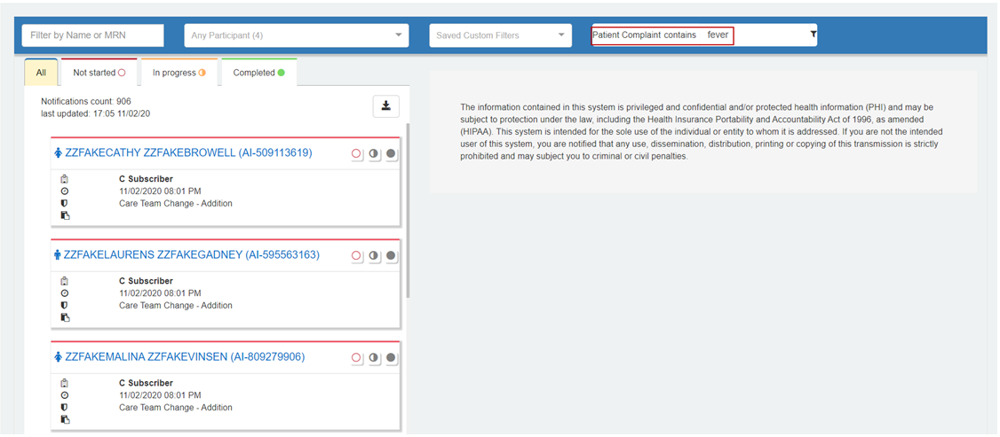 Filter by Name or MRN
Any Participant (4)
Saved Custom Filters
Patient Complaint contains fever
All
Not started
In progress
Completed
Notifications count: 906
last updated: 17:05 11/02/20
ZZFAKECATHY ZZFAKEBROWELL (AI-509113619)
C Subscriber
11/02/2020 08:01 PM
Care Team Change - Addition
ZZFAKELAURENS ZZFAKEGADNEY (AI-595563163)
C Subscriber
11/02/2020 08:01 PM
Care Team Change - Addition
ZZFAKEMALINA ZZFAKEVINSEN (AI-809279906)
C Subscriber
11/02/2020 08:01 PM
Care Team Change - Addition
The information contained in this system is privileged and confidential and/or protected health information (PHI) and may be
subject to protection under the law, including the Health Insurance Portability and Accountability Act of 1996, as amended
(HIPAA). This system is intended for the sole use of the individual or entity to whom it is addressed. If you are not the intended
user of this system, you are notified that any use, dissemination, distribution, printing or copying of this transmission is strictly
prohibited and may subject you to criminal or civil penalties.